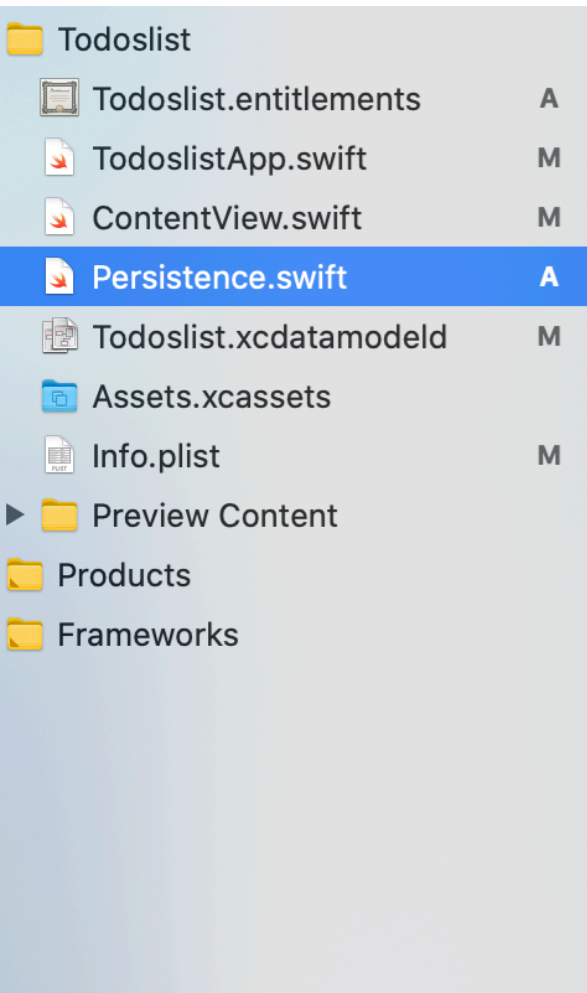 Todoslist
Todoslist.entitlements A
TodoslistApp.swift M
ContentView.swift M
Persistence.swift A
Todoslist.xcdatamodeld M
Assets.xcassets
Info.plist M
Preview Content
Products
Frameworks